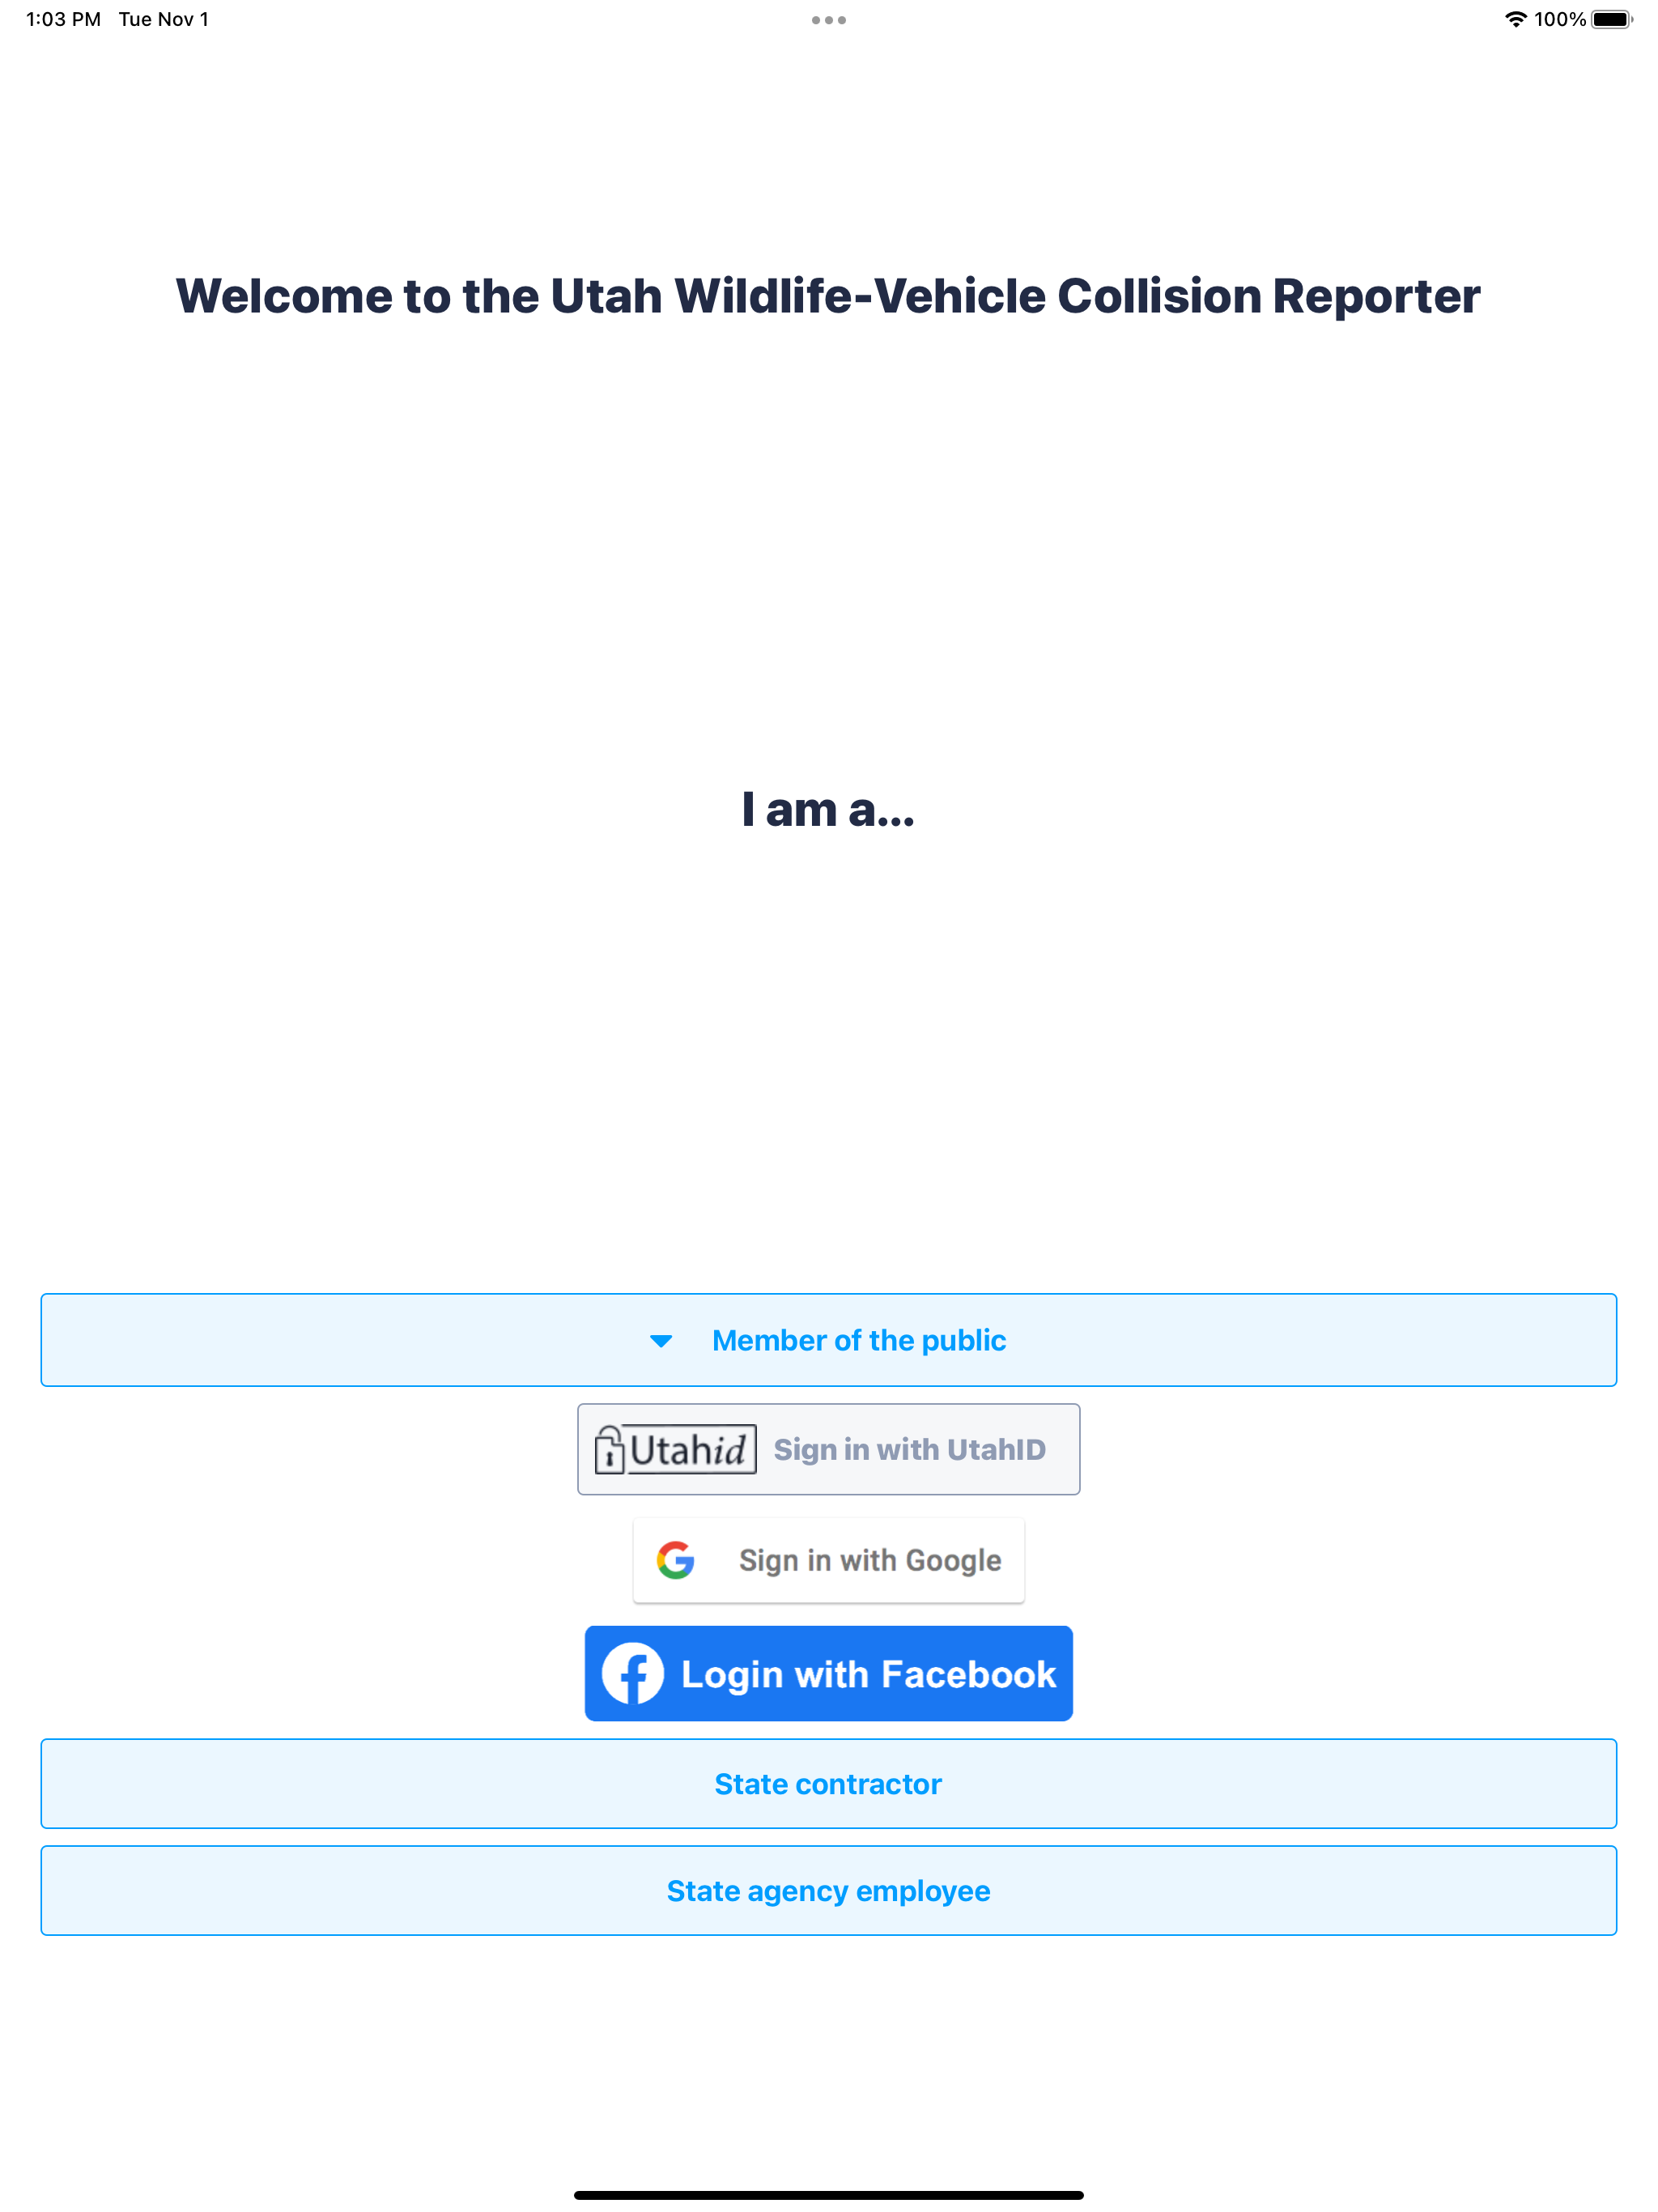 1:03 PM Tue Nov 1
100%
Welcome to the Utah Wildlife-Vehicle Collision Reporter
I am a...
Member of the public
Utahid Sign in with UtahID
Sign in with Google
Login with Facebook
State contractor
State agency employee